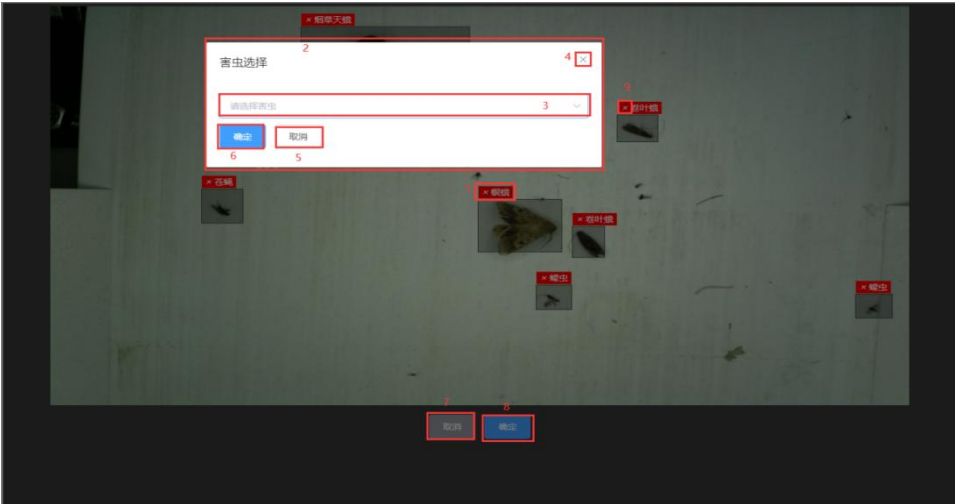 × 烟草天蛾
2
害虫选择
4 ×
9
请选择害虫 3
× 卷叶蛾
确定 取消
6 5
× 苍蝇
× 螟蛾
× 卷叶蛾
× 蠓虫
× 蠓虫
7 8
取消 确定